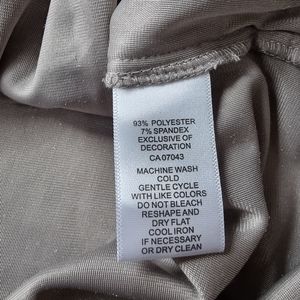 93% POLYESTER
7% SPANDEX
EXCLUSIVE OF
DECORATION
CA 07043
MACHINE WASH
COLD
GENTLE CYCLE
WITH LIKE COLORS
DO NOT BLEACH
RESHAPE AND
DRY FLAT
COOL IRON
IF NECESSARY
OR DRY CLEAN